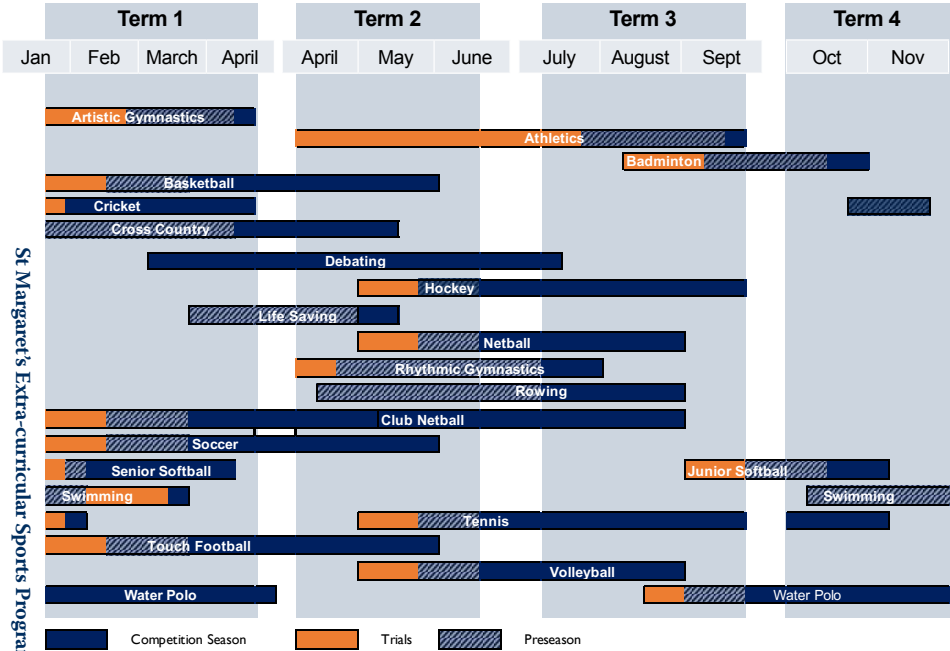 Term 1 Term 2 Term 3 Term 4
Jan Feb March April April May June July August Sept Oct Nov
Artistic Gymnastics
Athletics
Badminton
Basketball
Cricket
Cross Country
Debating
Hockey
Life Saving
Netball
Rhythmic Gymnastics
Rowing
Club Netball
Soccer
Senior Softball Junior Softball
Swimming Swimming
Tennis
Touch Football
Volleyball
Water Polo Water Polo
Competition Season Trials Preseason
St Margaret's Extra-curricular Sports Program